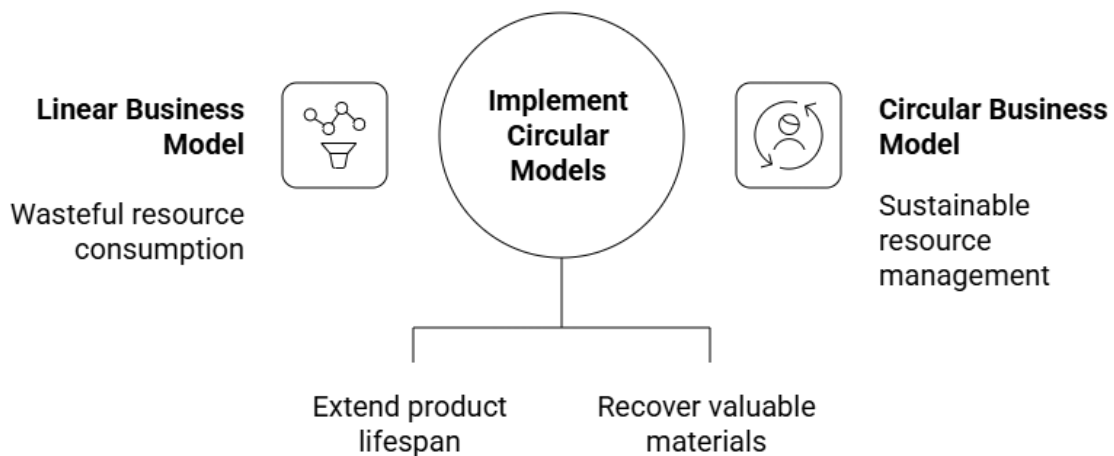 Linear Business
Model
Wasteful resource
consumption
Implement
Circular
Models
Circular Business
Model
Sustainable
resource
management
Extend product
lifespan
Recover valuable
materials